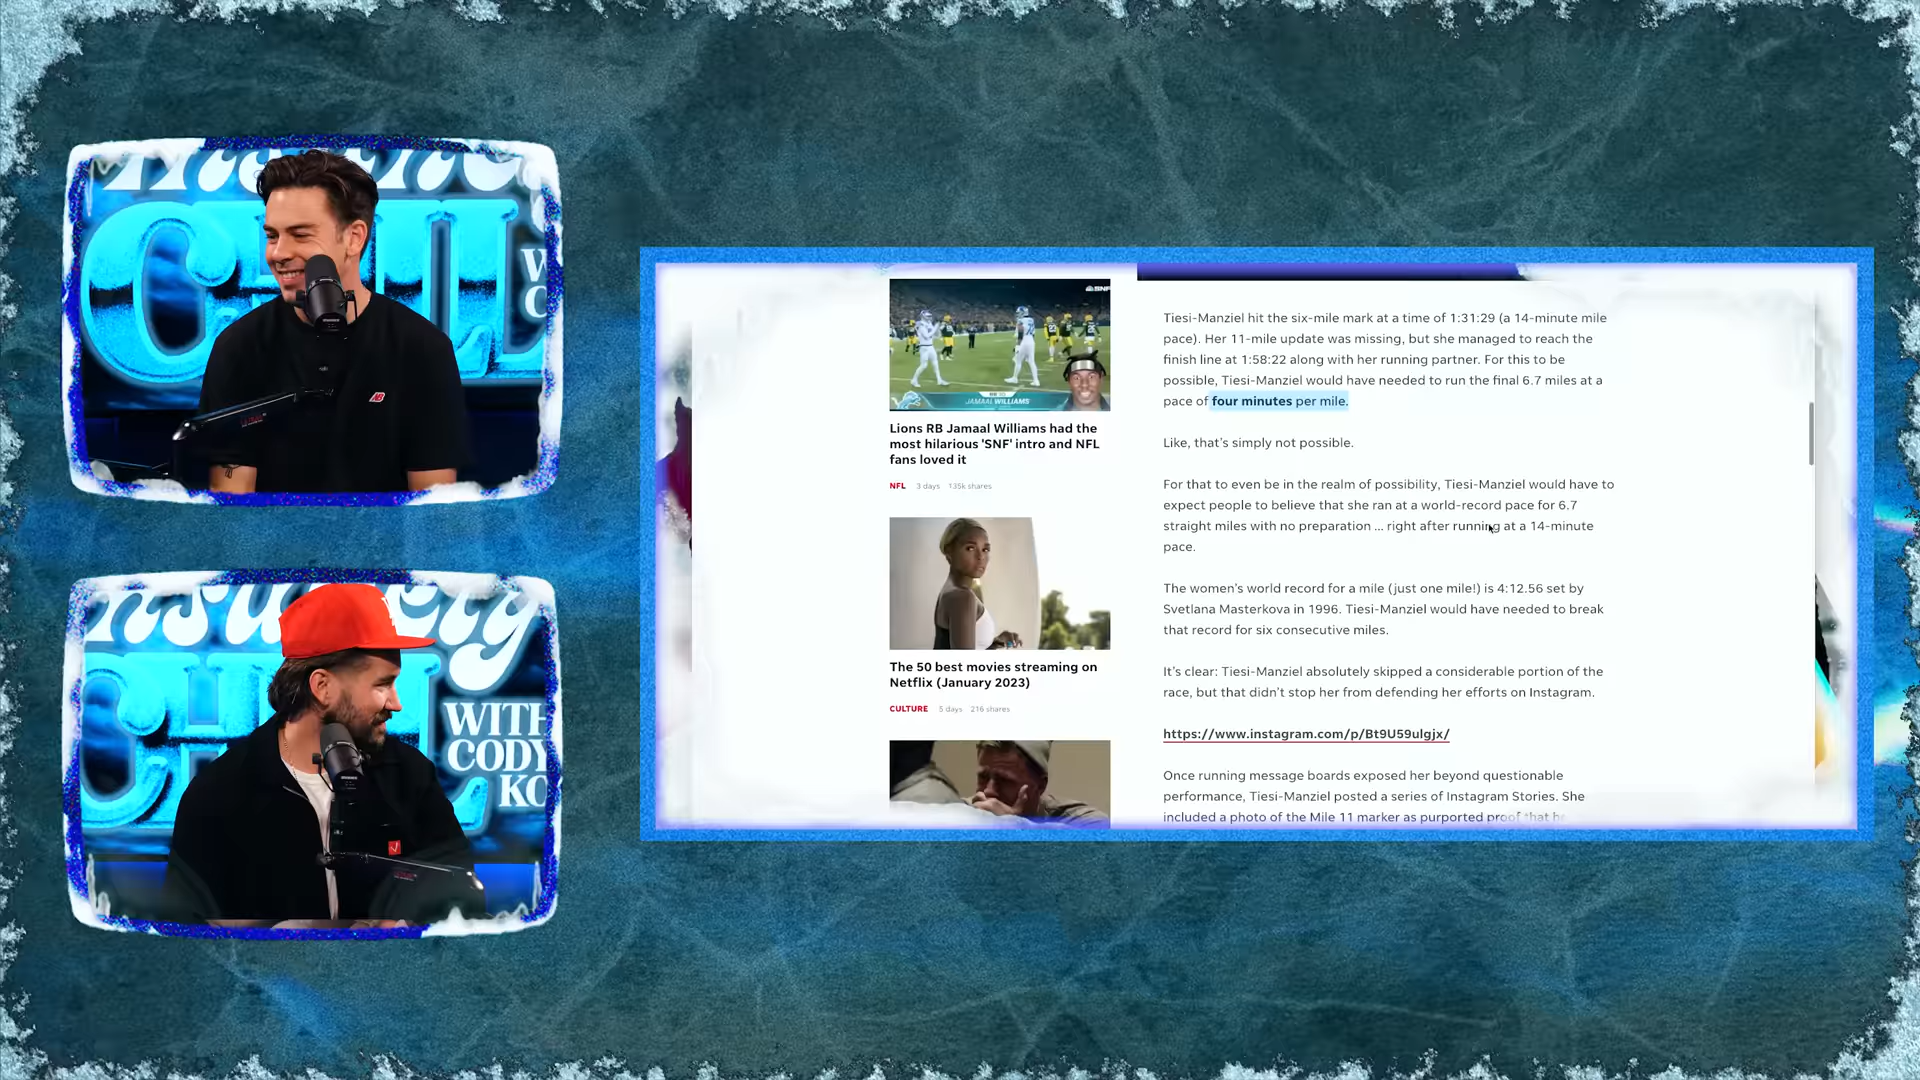 CHILL
W
C
nsanely
CHILL
WITH
CODY
KO
SNF
JAMAAL WILLIAMS
Lions RB Jamaal Williams had the
most hilarious 'SNF' intro and NFL
fans loved it
NFL 3 days 135k shares
The 50 best movies streaming on
Netflix (January 2023)
CULTURE 5 days 216 shares
Tiesi-Manziel hit the six-mile mark at a time of 1:31:29 (a 14-minute mile
pace). Her 11-mile update was missing, but she managed to reach the
finish line at 1:58:22 along with her running partner. For this to be
possible, Tiesi-Manziel would have needed to run the final 6.7 miles at a
pace of four minutes per mile.
Like, that's simply not possible.
For that to even be in the realm of possibility, Tiesi-Manziel would have to
expect people to believe that she ran at a world-record pace for 6.7
straight miles with no preparation ... right after running at a 14-minute
pace.
The women's world record for a mile (just one mile!) is 4:12.56 set by
Svetlana Masterkova in 1996. Tiesi-Manziel would have needed to break
that record for six consecutive miles.
It's clear: Tiesi-Manziel absolutely skipped a considerable portion of the
race, but that didn't stop her from defending her efforts on Instagram.
https://www.instagram.com/p/Bt9U59ulgjx/
Once running message boards exposed her beyond questionable
performance, Tiesi-Manziel posted a series of Instagram Stories. She
included a photo of the Mile 11 marker as purported proof that he